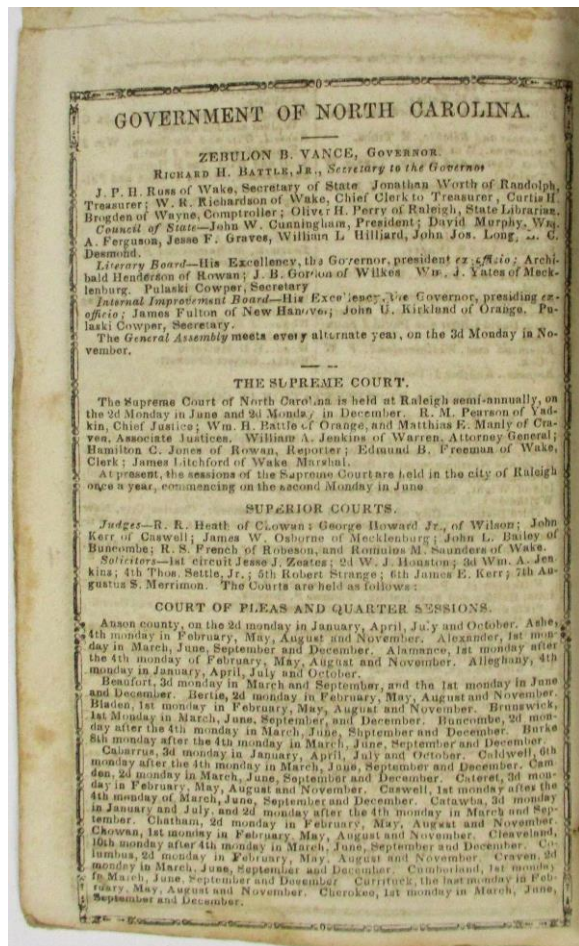 GOVERNMENT OF NORTH CAROLINA.
ZEBULON B. VANCE, GOVERNOR.
RICHARD H. BATTLE, JR., Secretary to the Governor
J. P. H. Russ of Wake, Secretary of State Jonathan Worth of Randolph,
Treasurer; W. R. Richardson of Wake, Chief Clerk to Treasurer, Curtis H.
Brogden of Wayne, Comptroller; Oliver H. Perry of Raleigh, State Librarian.
Council of State—John W. Cunningham, President; David Murphy, Wm.
A. Ferguson, Jesse F. Graves, William L Hilliard, John Jos. Long, C.
Desmond.
Literary Board—His Excellency, the Governor, president ex officio; Archi-
bald Henderson of Rowan; J. B. Gordon of Wilkes Wm. J. Yates of Meck-
lenburg. Pulaski Cowper, Secretary
Internal Improvement Board—His Excellency, the Governor, presiding ex-
officio; James Fulton of New Hanover; John U. Kirkland of Orange. Pu-
laski Cowper, Secretary.
The General Assembly meets every alternate year, on the 3d Monday in No-
vember.
THE SUPREME COURT.
The Supreme Court of North Carolina is held at Raleigh semi-annually, on
the 2d Monday in June and 2d Monday in December. R. M. Pearson of Yad-
kin, Chief Justice; Wm. H. Battle of Orange, and Matthias E. Manly of Cra-
ven, Associate Justices. William A. Jenkins of Warren, Attorney General;
Hamilton C. Jones of Rowan, Reporter; Edmund B. Freeman of Wake,
Clerk; James Litchford of Wake Marshal.
At present, the sessions of the Supreme Court are held in the city of Raleigh
once a year, commencing on the second Monday in June
SUPERIOR COURTS.
Judges—R. R. Heath of Chowan: George Howard Jr., of Wilson; John
Kerr of Caswell; James W. Osborne of Mecklenburg; John L. Bailey of
Buncombe; R. S. French of Robeson, and Romulus M. Saunders of Wake.
Solicitors—1st circuit Jesse J. Yeates; 2d W. J. Houston; 3d Wm. A. Jen
kins; 4th Thos. Settle, Jr.; 5th Robert Strange; 6th James E. Kerr; 7th Au-
gustus S. Merrimon. The Courts are held as follows:
COURT OF PLEAS AND QUARTER SESSIONS.
Anson county, on the 2d monday in January, April, July and October. Ashe,
4th monday in February, May, August and November. Alexander, 1st mon-
day in March, June, September and December. Alamance, 1st monday after
the 4th monday of February, May, August and November. Alleghany, 4th
monday in January, April, July and October.
Beaufort, 3d monday in March and September, and the 1st monday in June
and December. Bertie, 2d monday in February, May, August and November.
Bladen, 1st monday in February, May, August and November. Brunswick,
1st Monday in March, June, September, and December. Buncombe, 2d mon-
day after the 4th monday in March, June, Shptember and December. Burke
8th monday after the 4th monday in March, June, September and December.
Cabarrus, 3d monday in January, April, July and October. Caldwell, 6th
monday after the 4th monday in March, June, September and December. Cam
den, 2d monday in March, June, September and December. Cateret, 3d mon-
day in February, May, August and November. Caswell, 1st monday after the
4th monday of March, June, September and December. Catawba, 3d monday
in January and July, and 2d monday after the 4th monday in March and Sep-
tember. Chatham, 2d monday in February, May, August and November.
Chowan, 1st monday in February, May, August and November. Cleaveland,
10th monday after 4th monday in March, June, September and December. Co-
lumbus, 2d monday in February, May, August and November. Craven, 2d
monday in March, June, September and December. Cumberland, 1st monday
in March, June, September and December Currituck, the last monday in Feb-
ruary, May, August and November. Cherokee, 1st monday in March, June,
September and December.